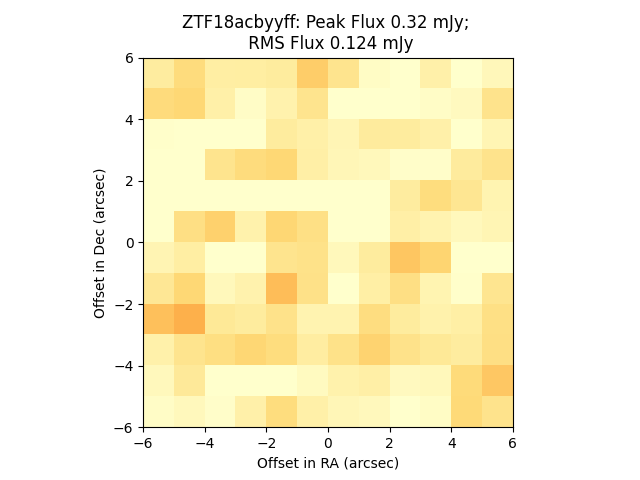 ZTF18acbyyff: Peak Flux 0.32 mJy;
RMS Flux 0.124 mJy
6
4
2
0
−2
−4
−6
Offset in Dec (arcsec)
−6 −4 −2 0 2 4 6
Offset in RA (arcsec)